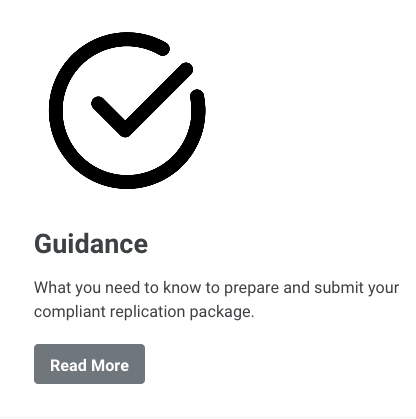 Guidance
What you need to know to prepare and submit your
compliant replication package.
Read More